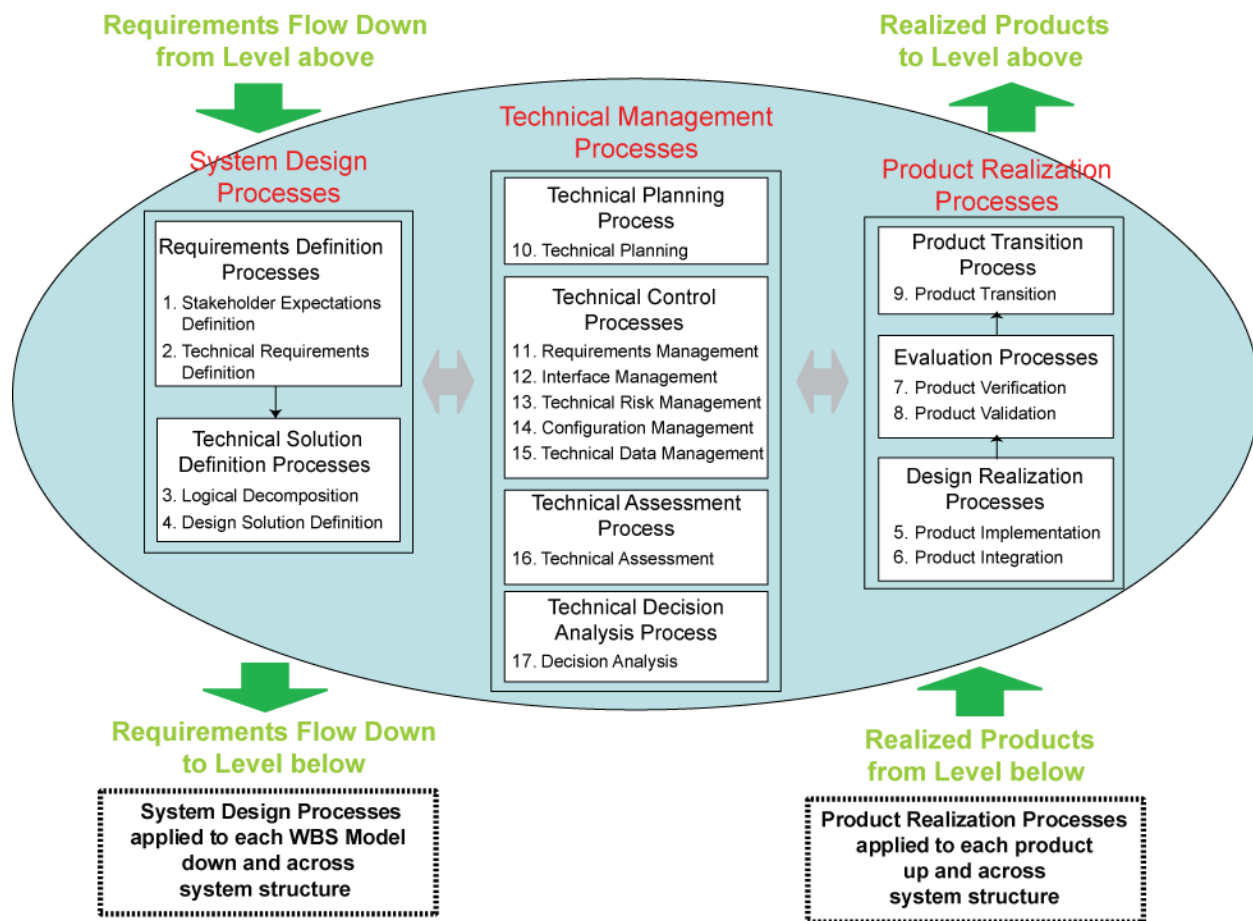 Requirements Flow Down
from Level above
Realized Products
to Level above
System Design
Processes
Requirements Definition
Processes
1. Stakeholder Expectations
Definition
2. Technical Requirements
Definition
Technical Solution
Definition Processes
3. Logical Decomposition
4. Design Solution Definition
Technical Management
Processes
Technical Planning
Process
10. Technical Planning
Technical Control
Processes
11. Requirements Management
12. Interface Management
13. Technical Risk Management
14. Configuration Management
15. Technical Data Management
Technical Assessment
Process
16. Technical Assessment
Technical Decision
Analysis Process
17. Decision Analysis
Product Realization
Processes
Product Transition
Process
9. Product Transition
Evaluation Processes
7. Product Verification
8. Product Validation
Design Realization
Processes
5. Product Implementation
6. Product Integration
Requirements Flow Down
to Level below
System Design Processes
applied to each WBS Model
down and across
system structure
Realized Products
from Level below
Product Realization Processes
applied to each product
up and across
system structure